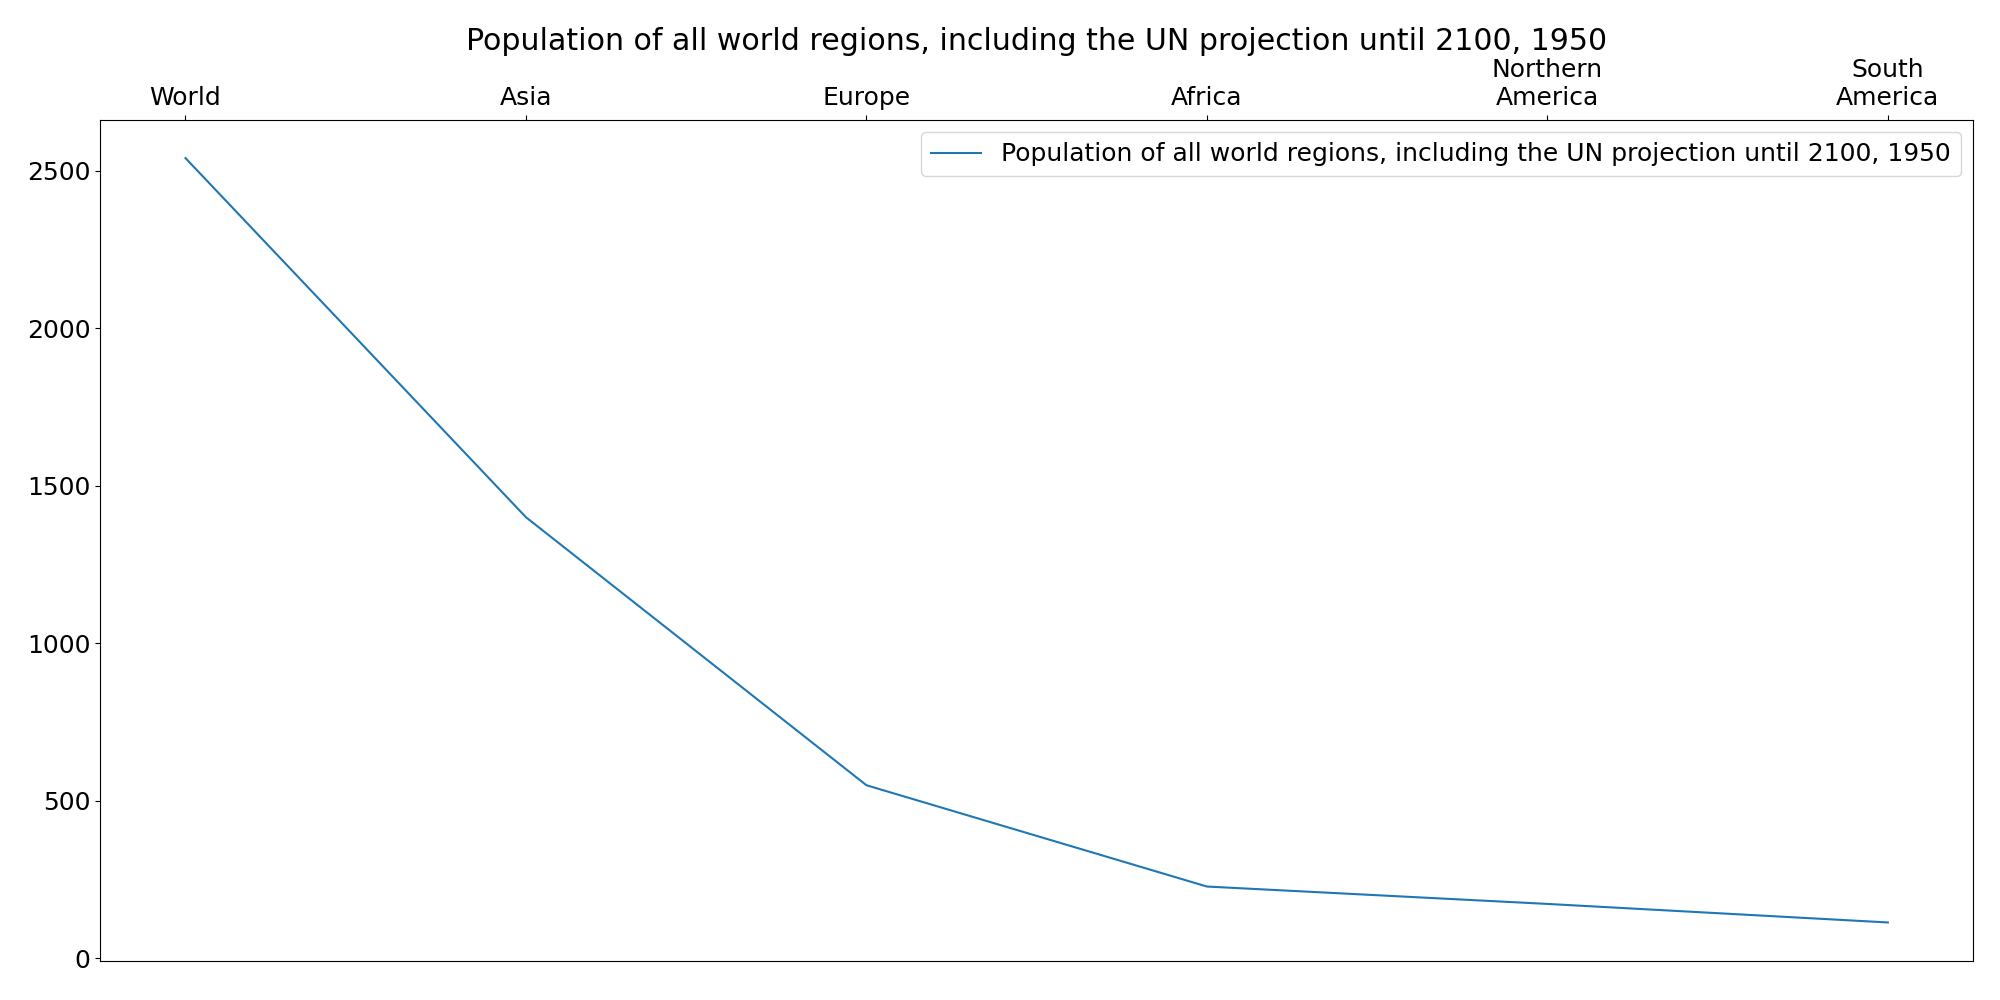 Population of all world regions, including the UN projection until 2100, 1950
World
Asia
Europe
Africa
Northern
America
South
America
Population of all world regions, including the UN projection until 2100, 1950
2500
2000
1500
1000
500
0